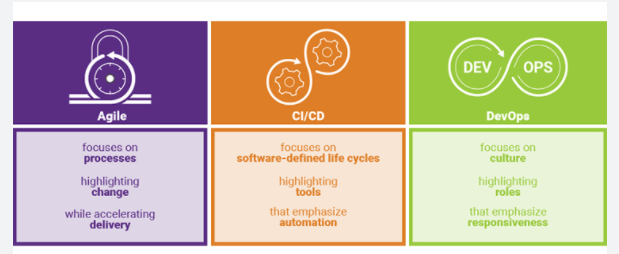 DEV OPS
Agile
CI/CD
DevOps
focuses on
processes
highlighting
change
while accelerating
delivery
focuses on
software-defined life cycles
highlighting
tools
that emphasize
automation
focuses on
culture
highlighting
roles
that emphasize
responsiveness